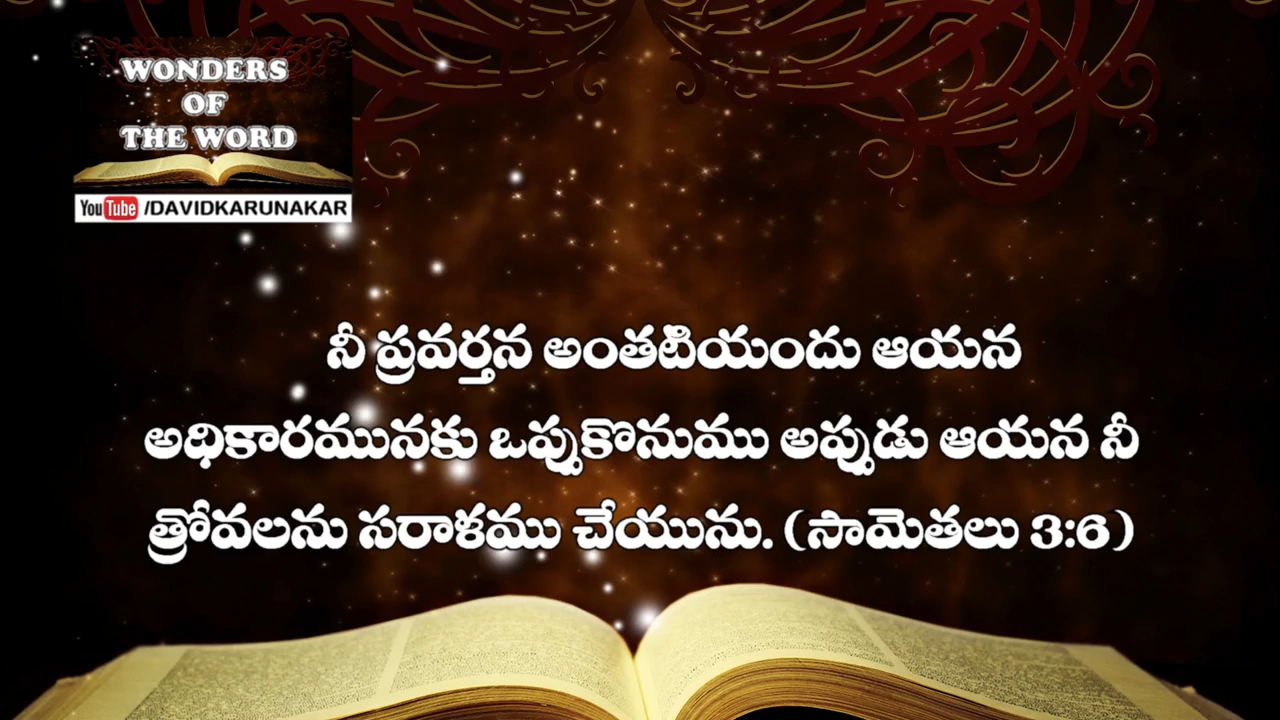 WONDERS
OF
THE WORD
YouTube /DAVIDKARUNAKAR
నీ ప్రవర్తన అంతటియందు ఆయన
అధికారమునకు ఒప్పుకొనుము అప్పుడు ఆయన నీ
త్రోవలను సరాళము చేయును. (సామెతలు 3:6)